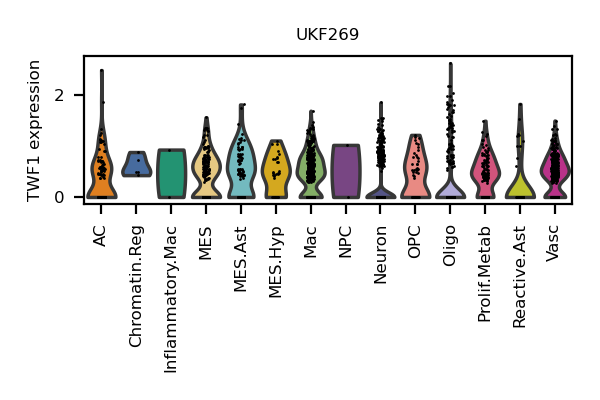 UKF269
TWF1 expression
2
0
AC
Chromatin.Reg
Inflammatory.Mac
MES
MES.Ast
MES.Hyp
Mac
NPC
Neuron
OPC
Oligo
Prolif.Metab
Reactive.Ast
Vasc